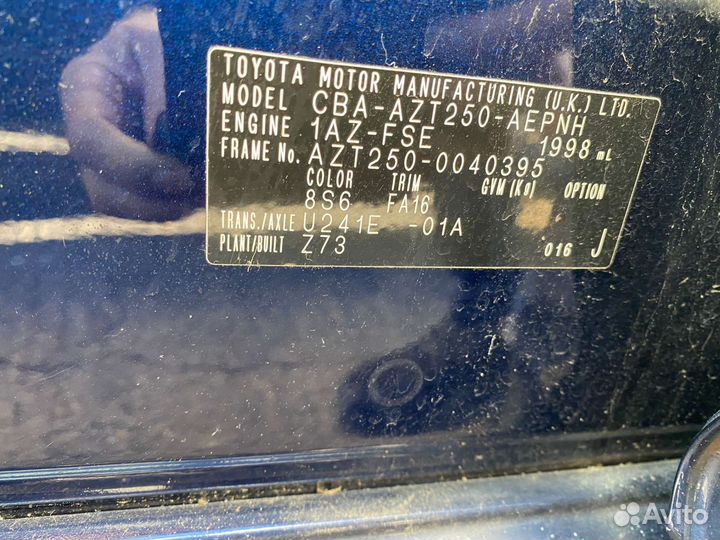 TOYOTA MOTOR MANUFACTURING (U.K.) LTD.
MODEL CBA-AZT250-AEPNH
ENGINE 1AZ-FSE 1998 mL
FRAME No. AZT250-0040395
COLOR TRIM GVM (Kg) OPTION
8S6 FA16
TRANS./AXLE U241E -01A
PLANT/BUILT Z73 016 J
Avito